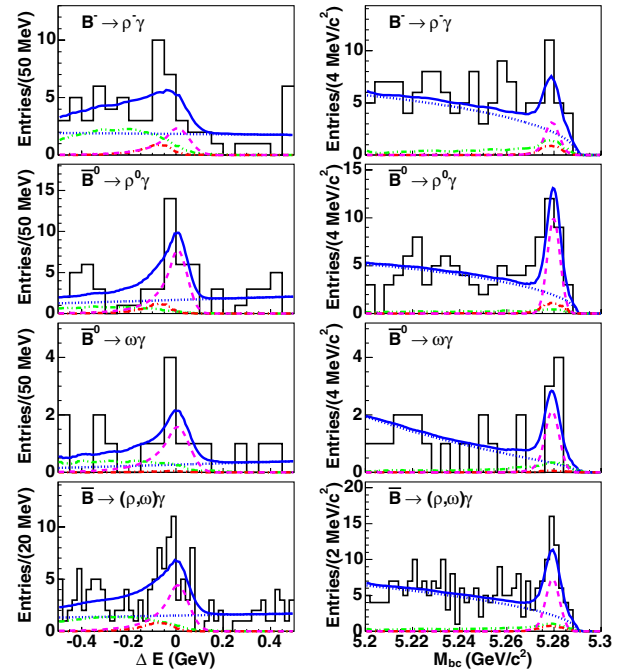 B⁻ → ρ⁻γ
Entries/(50 MeV)
10
5
0
B⁻ → ρ⁻γ
Entries/(4 MeV/c²)
10
5
0
B̅⁰ → ρ⁰γ
Entries/(50 MeV)
15
10
5
0
B̅⁰ → ρ⁰γ
Entries/(4 MeV/c²)
15
10
5
0
B̅⁰ → ωγ
Entries/(50 MeV)
4
2
0
B̅⁰ → ωγ
Entries/(4 MeV/c²)
4
2
0
B̅ → (ρ,ω)γ
Entries/(20 MeV)
10
5
0
-0.4 -0.2 0 0.2 0.4
Δ E (GeV)
B̅ → (ρ,ω)γ
Entries/(2 MeV/c²)
20
15
10
5
0
5.2 5.22 5.24 5.26 5.28 5.3
M_bc (GeV/c²)